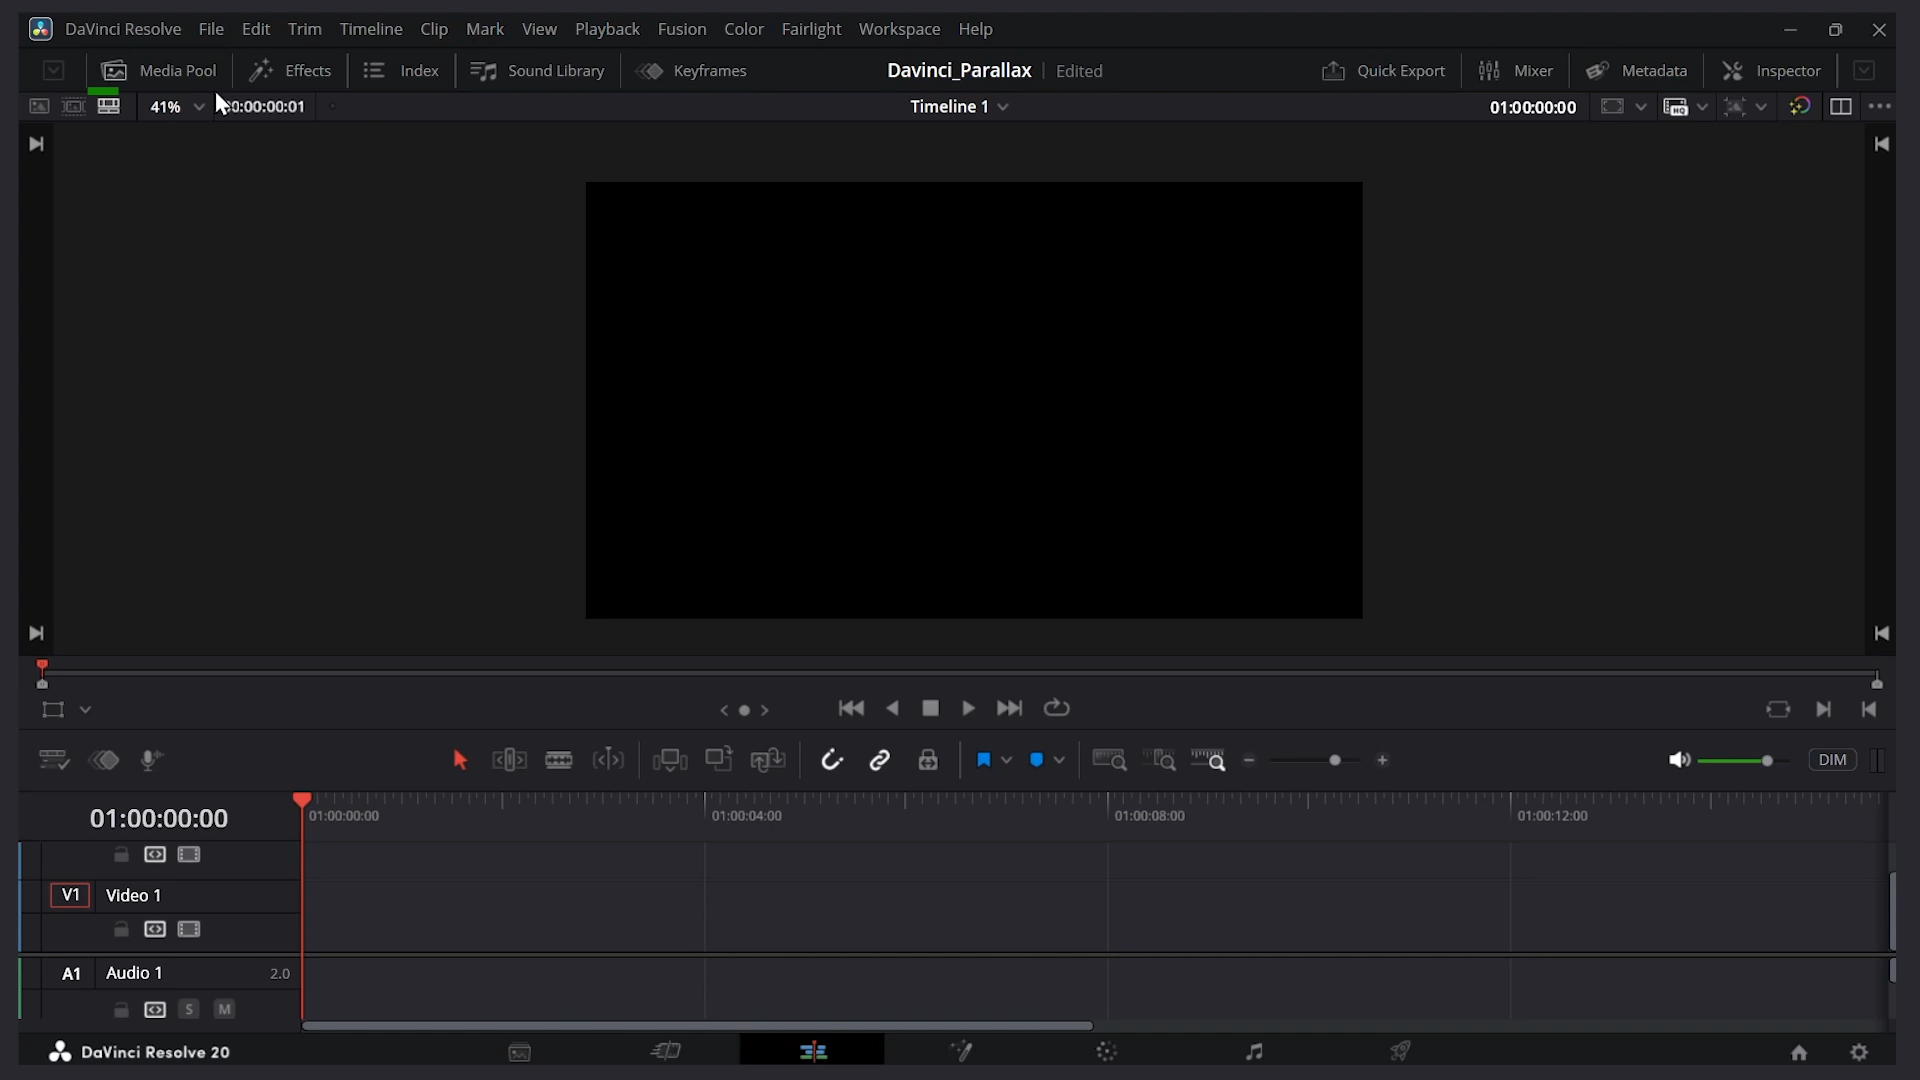 DaVinci Resolve File Edit Trim Timeline Clip Mark View Playback Fusion Color Fairlight Workspace Help
Media Pool Effects Index Sound Library Keyframes Davinci_Parallax Edited Quick Export Mixer Metadata Inspector
41% 00:00:00:01 Timeline 1 01:00:00:00 HQ
DIM
01:00:00:00 01:00:00:00 01:00:04:00 01:00:08:00 01:00:12:00
V1 Video 1
A1 Audio 1 2.0
S M
DaVinci Resolve 20